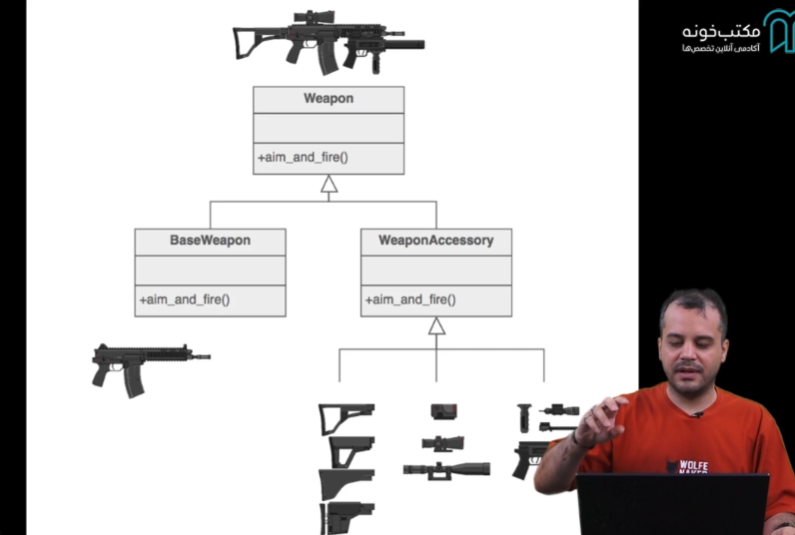 مکتب‌خونه
آکادمی آنلاین تخصص‌ها
Weapon
+aim_and_fire()
BaseWeapon
WeaponAccessory
+aim_and_fire()
+aim_and_fire()
WOLFE